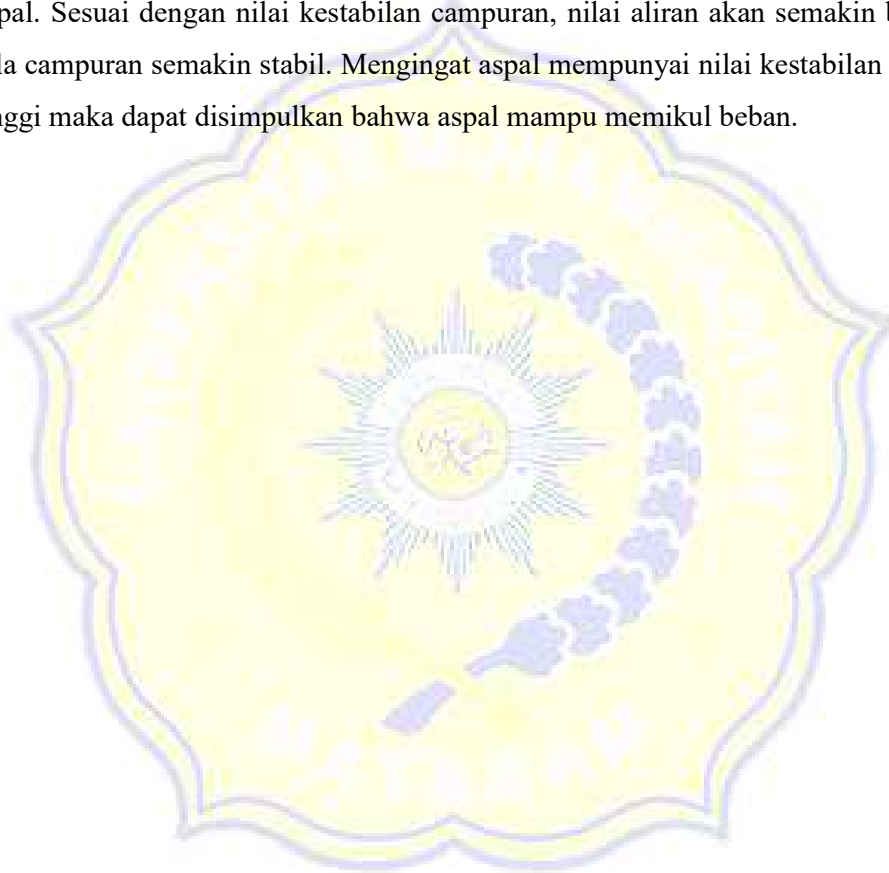 pal. Sesuai dengan nilai kestabilan campuran, nilai aliran akan semakin b
la campuran semakin stabil. Mengingat aspal mempunyai nilai kestabilan
nggi maka dapat disimpulkan bahwa aspal mampu memikul beban.